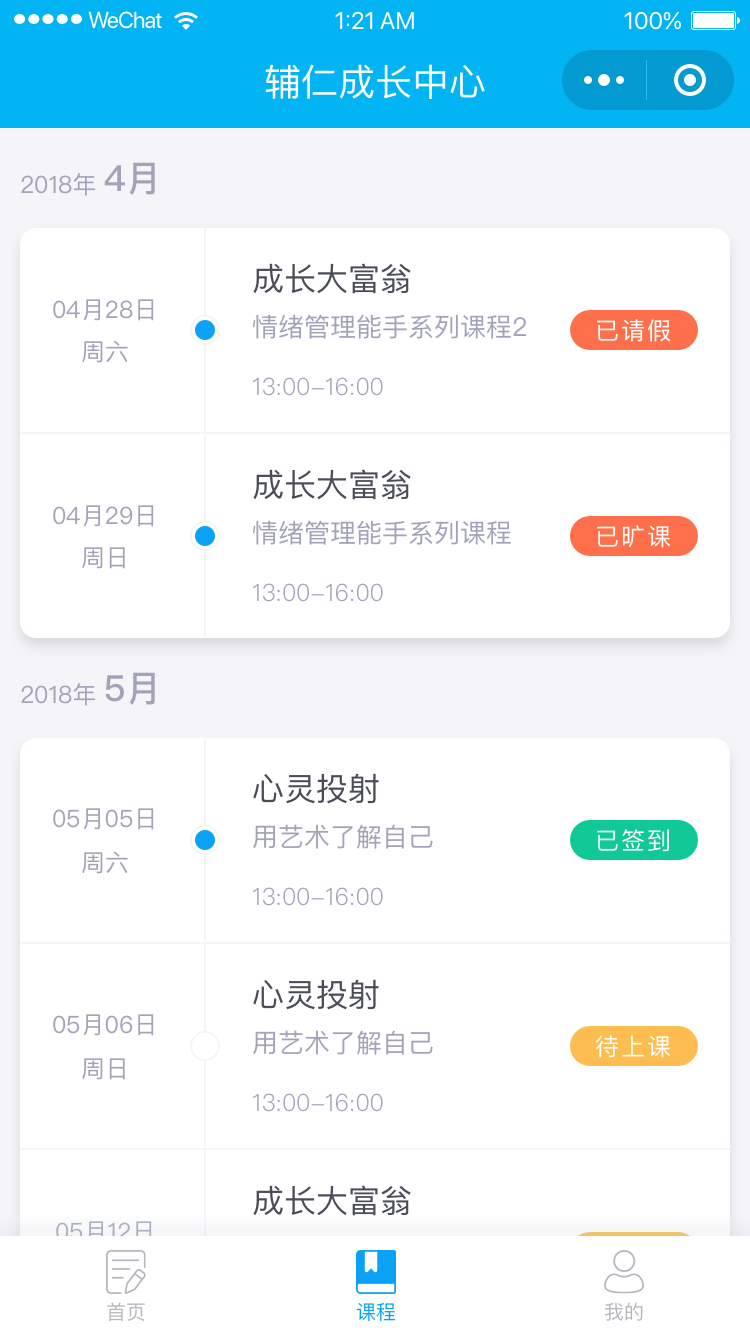 WeChat 1:21 AM 100%
辅仁成长中心
2018年 4月
04月28日
周六
成长大富翁
情绪管理能手系列课程2
13:00–16:00
已请假
04月29日
周日
成长大富翁
情绪管理能手系列课程
13:00–16:00
已旷课
2018年 5月
05月05日
周六
心灵投射
用艺术了解自己
13:00–16:00
已签到
05月06日
周日
心灵投射
用艺术了解自己
13:00–16:00
待上课
05月12日
成长大富翁
首页 课程 我的